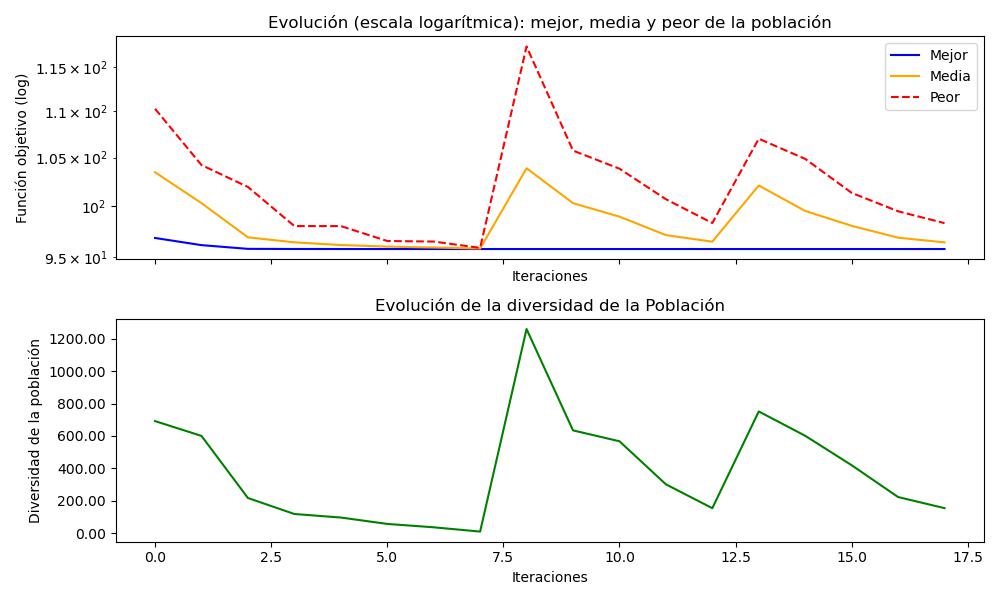 Evolución (escala logarítmica): mejor, media y peor de la población
Función objetivo (log)
1.15 × 10²
1.1 × 10²
1.05 × 10²
10²
9.5 × 10¹
Mejor
Media
Peor
Iteraciones
Evolución de la diversidad de la Población
Diversidad de la población
1200.00
1000.00
800.00
600.00
400.00
200.00
0.00
0.0 2.5 5.0 7.5 10.0 12.5 15.0 17.5
Iteraciones